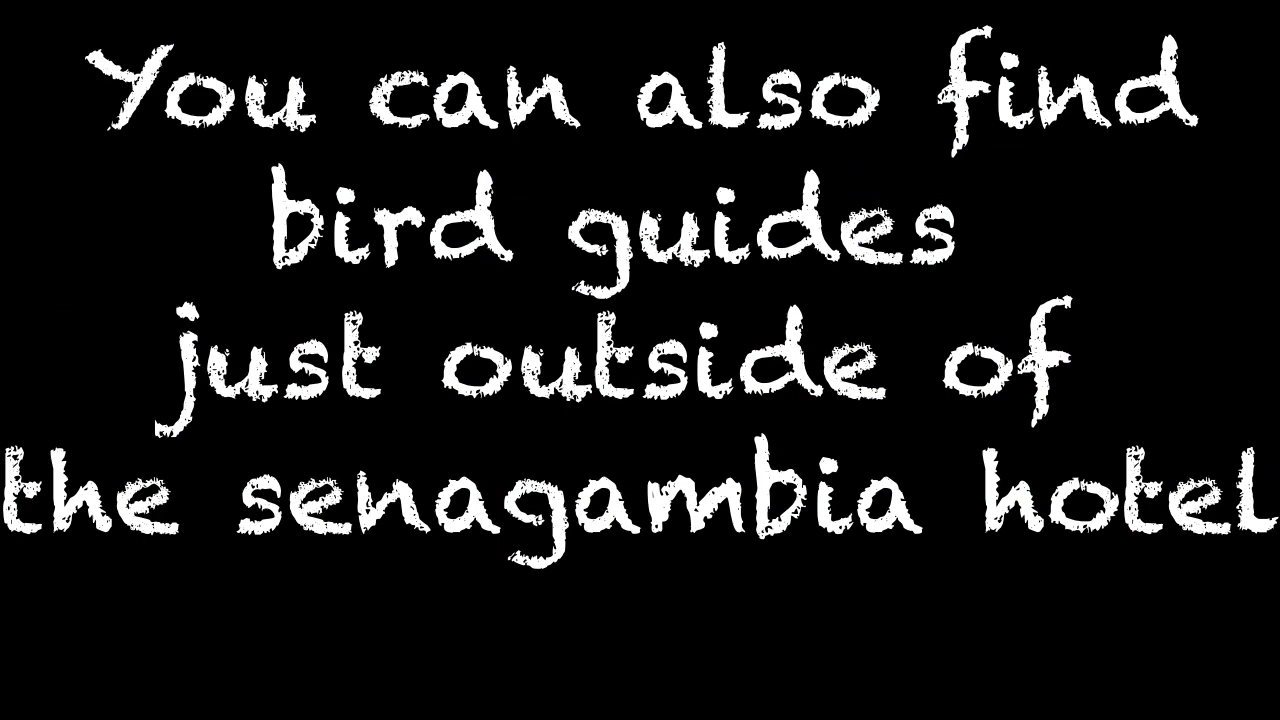 You can also find
bird guides
just outside of
the senagambia hotel